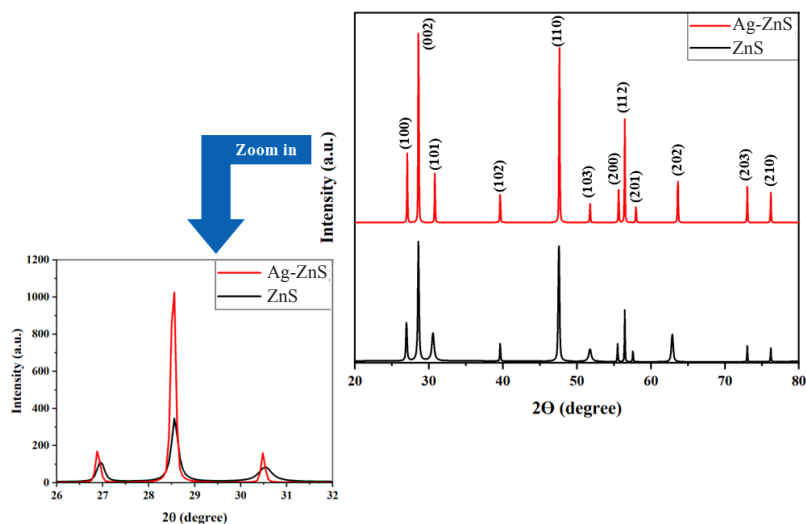 Ag-ZnS
ZnS
(100)
(002)
(101)
(102)
(110)
(103)
(200)
(112)
(201)
(202)
(203)
(210)
Intensity (a.u.)
20 30 40 50 60 70 80
2Θ (degree)
Zoom in
Ag-ZnS
ZnS
1200
1000
800
600
400
200
0
Intensity (a.u.)
26 27 28 29 30 31 32
2θ (degree)